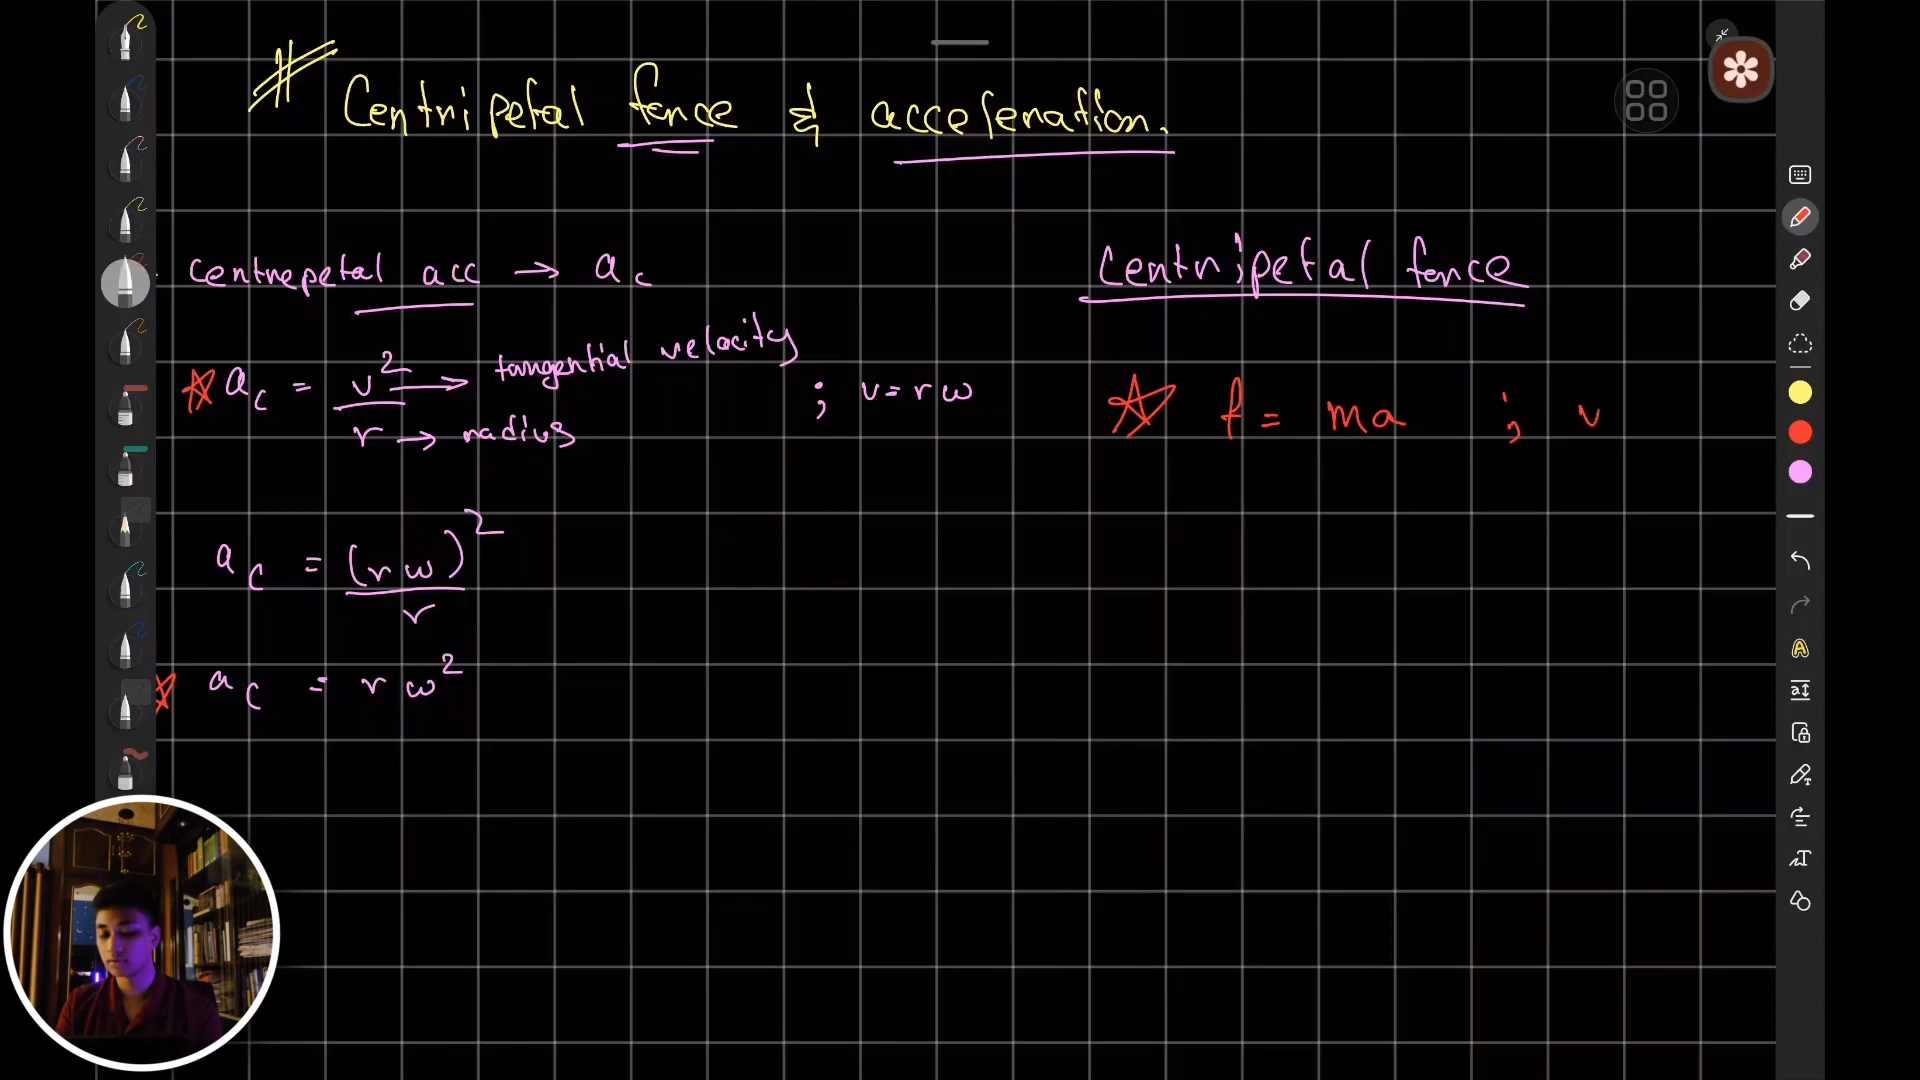 # Centripetal force & acceleration.
centrepetal acc → a_c
a_c = v²/r ; v = rω
v² → tangential velocity
r → radius
a_c = (rω)²/r
☆ a_c = rω²
Centripetal force
☆ f = ma ; v